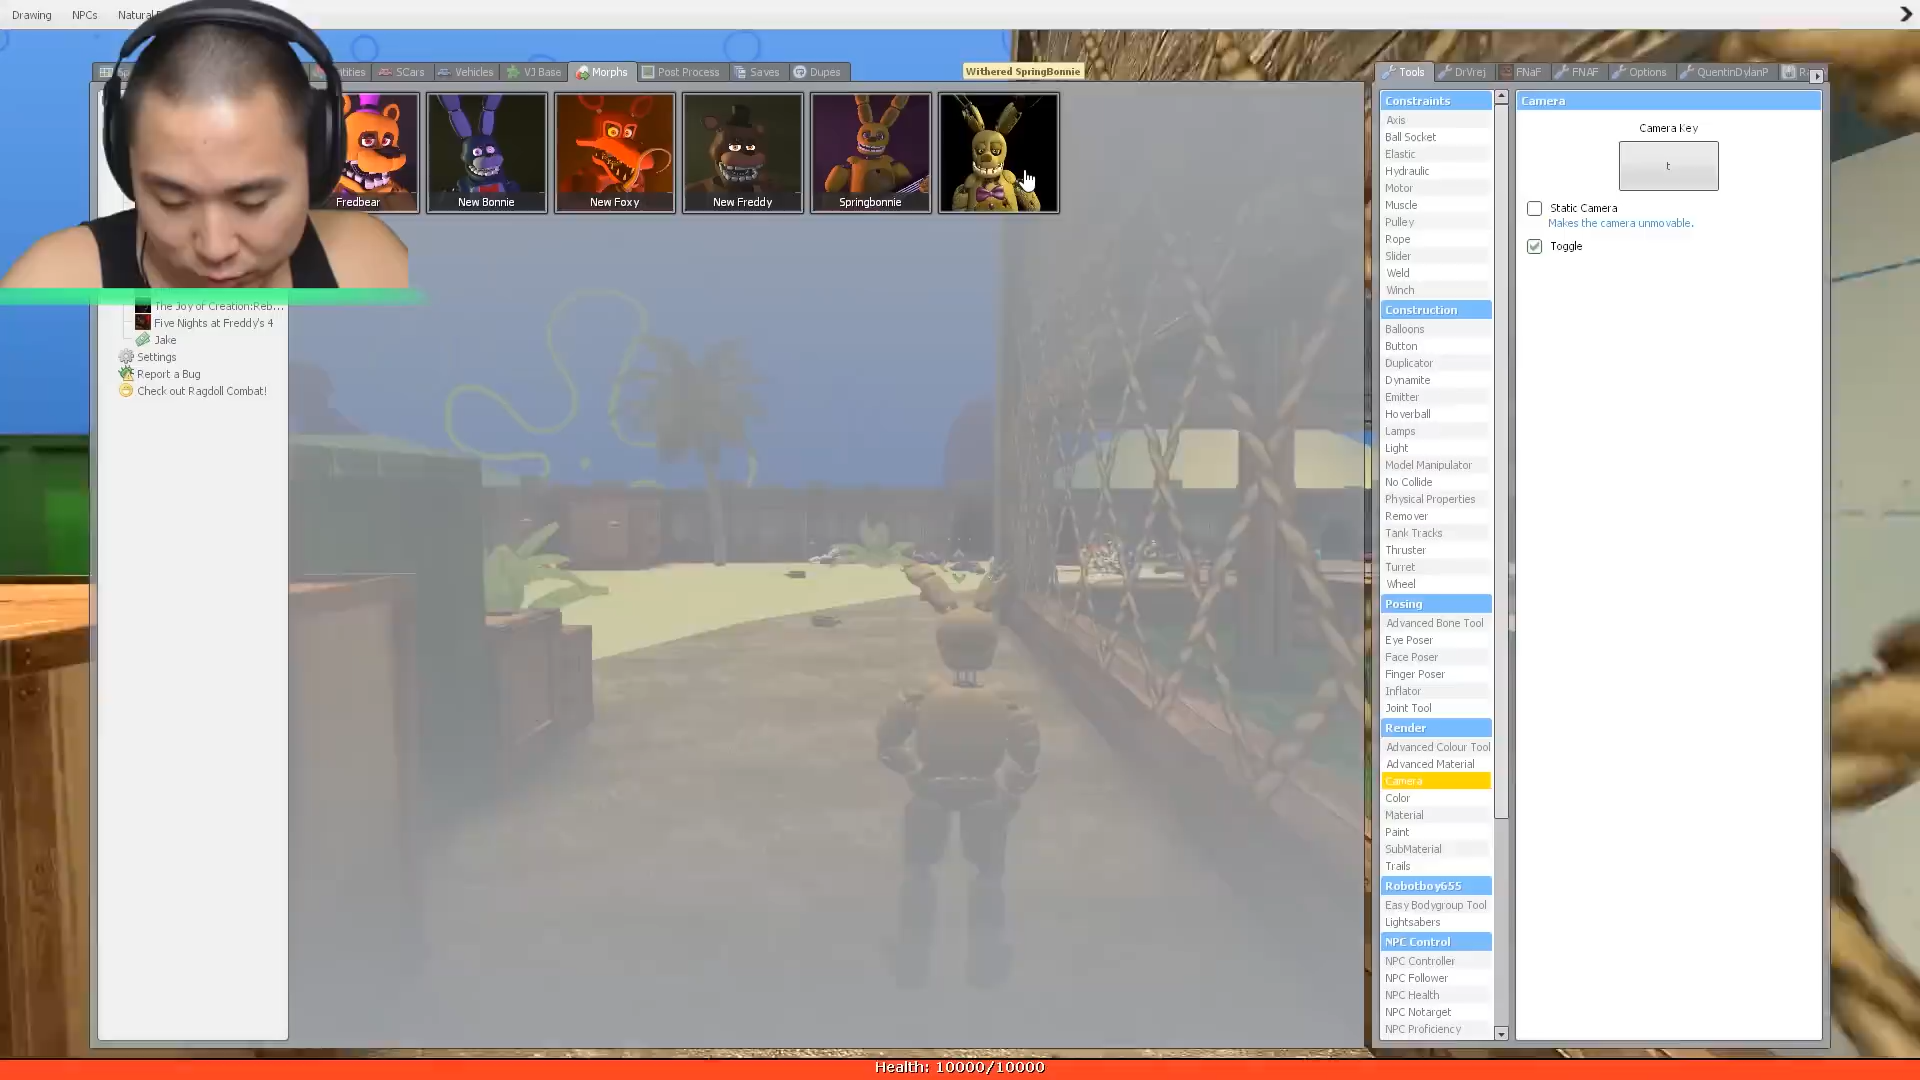 Drawing NPCs Natural
SCars Vehicles VJ Base Morphs Post Process Saves Dupes
Withered SpringBonnie
Tools DrVrej FNaF FNAF Options QuentinDylanP
Fredbear New Bonnie New Foxy New Freddy Springbonnie
The Joy of Creation:Reb...
Five Nights at Freddy's 4
Jake
Settings
Report a Bug
Check out Ragdoll Combat!
Constraints
Axis
Ball Socket
Elastic
Hydraulic
Motor
Muscle
Pulley
Rope
Slider
Weld
Winch
Construction
Balloons
Button
Duplicator
Dynamite
Emitter
Hoverball
Lamps
Light
Model Manipulator
No Collide
Physical Properties
Remover
Tank Tracks
Thruster
Turret
Wheel
Posing
Advanced Bone Tool
Eye Poser
Face Poser
Finger Poser
Inflator
Joint Tool
Render
Advanced Colour Tool
Advanced Material
Camera
Color
Material
Paint
SubMaterial
Trails
Robotboy655
Easy Bodygroup Tool
Lightsabers
NPC Control
NPC Controller
NPC Follower
NPC Health
NPC Notarget
NPC Proficiency
Camera
Camera Key
t
Static Camera
Makes the camera unmovable.
Toggle
Health: 10000/10000